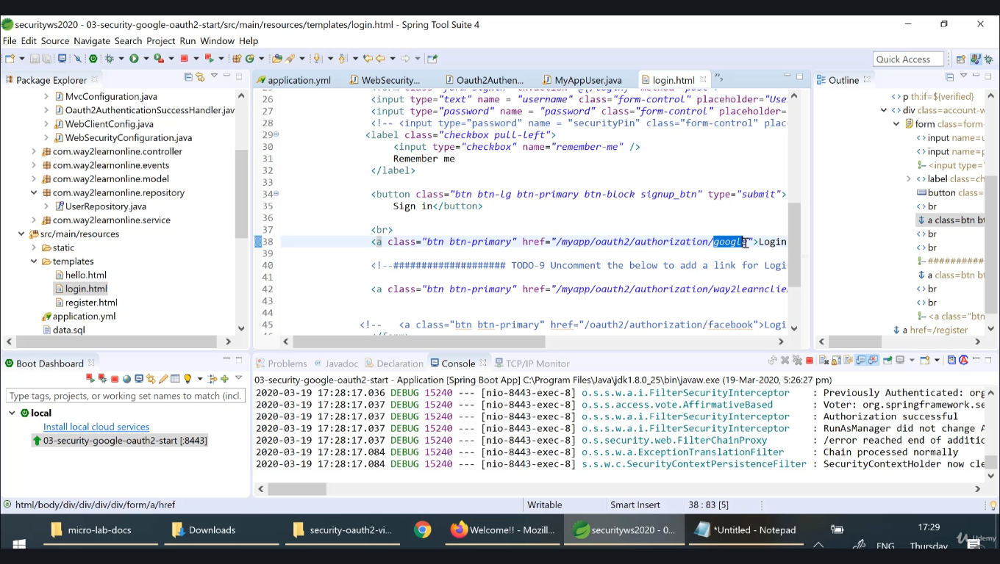 securityws2020 - 03-security-google-oauth2-start/src/main/resources/templates/login.html - Spring Tool Suite 4
File Edit Source Navigate Search Project Run Window Help
Quick Access
Package Explorer
MvcConfiguration.java
Oauth2AuthenticationSuccessHandler.jav
WebClientConfig.java
WebSecurityConfiguration.java
com.way2learnonline.controller
com.way2learnonline.events
com.way2learnonline.model
com.way2learnonline.repository
UserRepository.java
com.way2learnonline.service
src/main/resources
static
templates
hello.html
login.html
register.html
application.yml
data.sql
application.yml WebSecurity... Oauth2Authen... MyAppUser.java login.html
26 <input type="text" name = "username" class="form-control" placeholder="Use
27 <input type="password" name = "password" class="form-control" placeholder=
28 <!-- <input type="password" name = "securityPin" class="form-control" plac
29 <label class="checkbox pull-left">
30 <input type="checkbox" name="remember-me" />
31 Remember me
32 </label>
33
34 <button class="btn btn-lg btn-primary btn-block signup_btn" type="submit">
35 Sign in</button>
36
37 <br>
38 <a class="btn btn-primary" href="/myapp/oauth2/authorization/google">Login
39
40 <!--#################### TODO-9 Uncomment the below to add a link for Logi
41
42 <a class="btn btn-primary" href="/myapp/oauth2/authorization/way2learnclie
43
44
45 <!-- <a class="btn btn-primary" href="/oauth2/authorization/facebook">Logi
Outline
p th:if=${verified}
div class=account-w
form class=form
input name=u
input name=p
<input type="
label class=ch
button class=
br
a class=btn bt
br
br
##########
a class=btn bt
br
br
<a class="btn
a href=/register
Boot Dashboard
Type tags, projects, or working set names to match (incl.
local
Install local cloud services
03-security-google-oauth2-start [:8443]
Problems Javadoc Declaration Console TCP/IP Monitor
03-security-google-oauth2-start - Application [Spring Boot App] C:\Program Files\Java\jdk1.8.0_25\bin\javaw.exe (19-Mar-2020, 5:26:27 pm)
2020-03-19 17:28:17.036 DEBUG 15240 --- [nio-8443-exec-8] o.s.s.w.a.i.FilterSecurityInterceptor : Previously Authenticated: org
2020-03-19 17:28:17.037 DEBUG 15240 --- [nio-8443-exec-8] o.s.s.access.vote.AffirmativeBased : Voter: org.springframework.se
2020-03-19 17:28:17.037 DEBUG 15240 --- [nio-8443-exec-8] o.s.s.w.a.i.FilterSecurityInterceptor : Authorization successful
2020-03-19 17:28:17.037 DEBUG 15240 --- [nio-8443-exec-8] o.s.s.w.a.i.FilterSecurityInterceptor : RunAsManager did not change A
2020-03-19 17:28:17.037 DEBUG 15240 --- [nio-8443-exec-8] o.s.security.web.FilterChainProxy : /error reached end of additic
2020-03-19 17:28:17.084 DEBUG 15240 --- [nio-8443-exec-8] o.s.s.w.a.ExceptionTranslationFilter : Chain processed normally
2020-03-19 17:28:17.084 DEBUG 15240 --- [nio-8443-exec-8] s.s.w.c.SecurityContextPersistenceFilter : SecurityContextHolder now cle
html/body/div/div/div/div/form/a/href
Writable Smart Insert 38 : 83 [5]
micro-lab-docs Downloads security-oauth2-vi... Welcome!! - Mozill... securityws2020 - 0... *Untitled - Notepad
17:29
ENG Thursday
Udemy